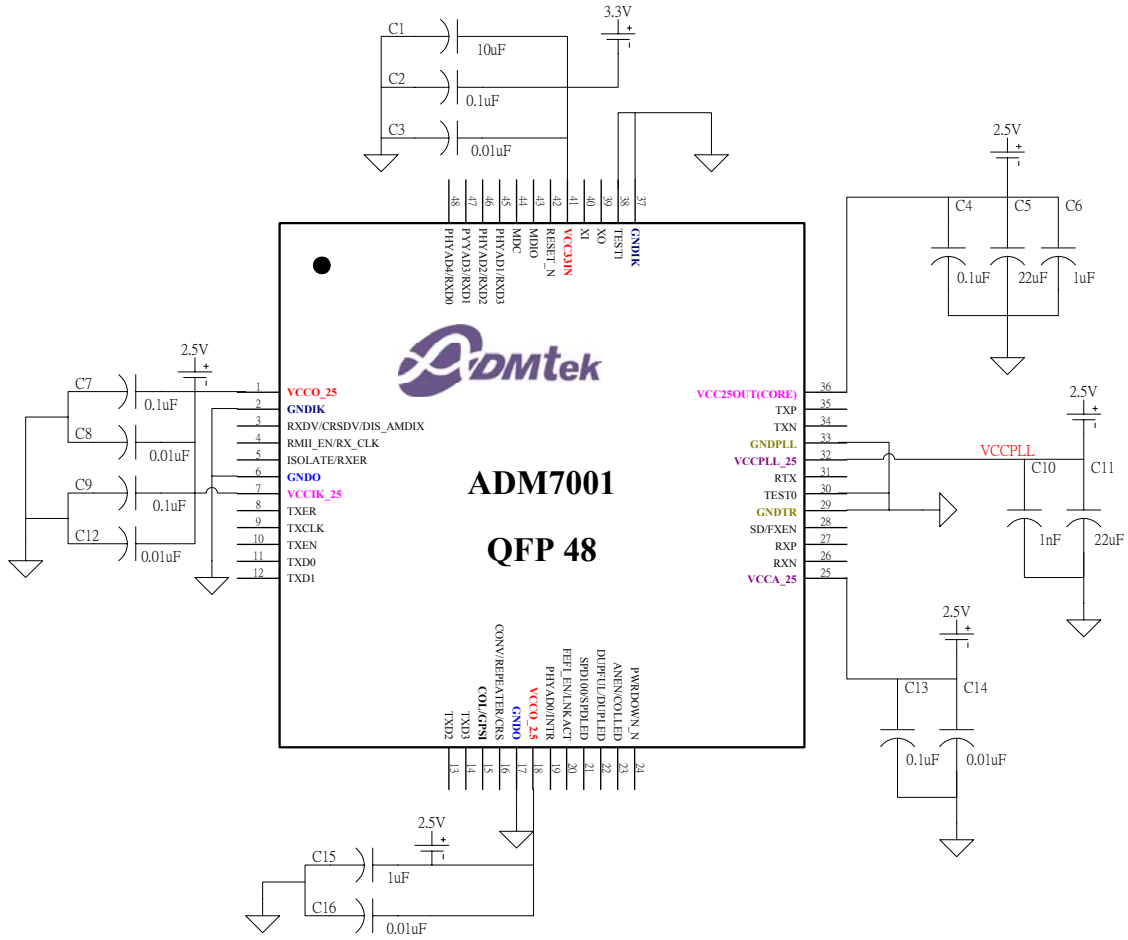 3.3V
C1
10uF
C2
0.1uF
C3
0.01uF
2.5V
C4
C5
C6
0.1uF
22uF
1uF
48
47
46
45
44
43
42
41
40
39
38
37
PHYAD4/RXD0
PYYAD3/RXD1
PHYAD2/RXD2
PHYAD1/RXD3
MDC
MDIO
RESET_N
VCC33IN
XI
XO
TEST1
GNDIK
ADMtek
ADM7001
QFP 48
2.5V
C7
0.1uF
C8
0.01uF
C9
0.1uF
C12
0.01uF
1 VCCO_25
2 GNDIK
3 RXDV/CRSDV/DIS_AMDIX
4 RMII_EN/RX_CLK
5 ISOLATE/RXER
6 GNDO
7 VCCIK_25
8 TXER
9 TXCLK
10 TXEN
11 TXD0
12 TXD1
VCC25OUT(CORE) 36
TXP 35
TXN 34
GNDPLL 33
VCCPLL_25 32
RTX 31
TEST0 30
GNDTR 29
SD/FXEN 28
RXP 27
RXN 26
VCCA_25 25
2.5V
VCCPLL
C10
C11
1nF
22uF
2.5V
C13
C14
0.1uF
0.01uF
TXD2
TXD3
COL/GPSI
CONV/REPEATER/CRS
GNDO
VCCO_2.5
PHYAD0/INTR
FEFI_EN/LNKACT
SPD100/SPDLED
DUPFUL/DUPLED
ANEN/COLLED
PWRDOWN_N
13
14
15
16
17
18
19
20
21
22
23
24
2.5V
C15
1uF
C16
0.01uF